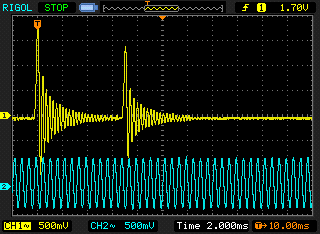 RIGOL STOP 1 1.70V
T
1
2
CH1~ 500mV CH2~ 500mV Time 2.000ms T→10.00ms